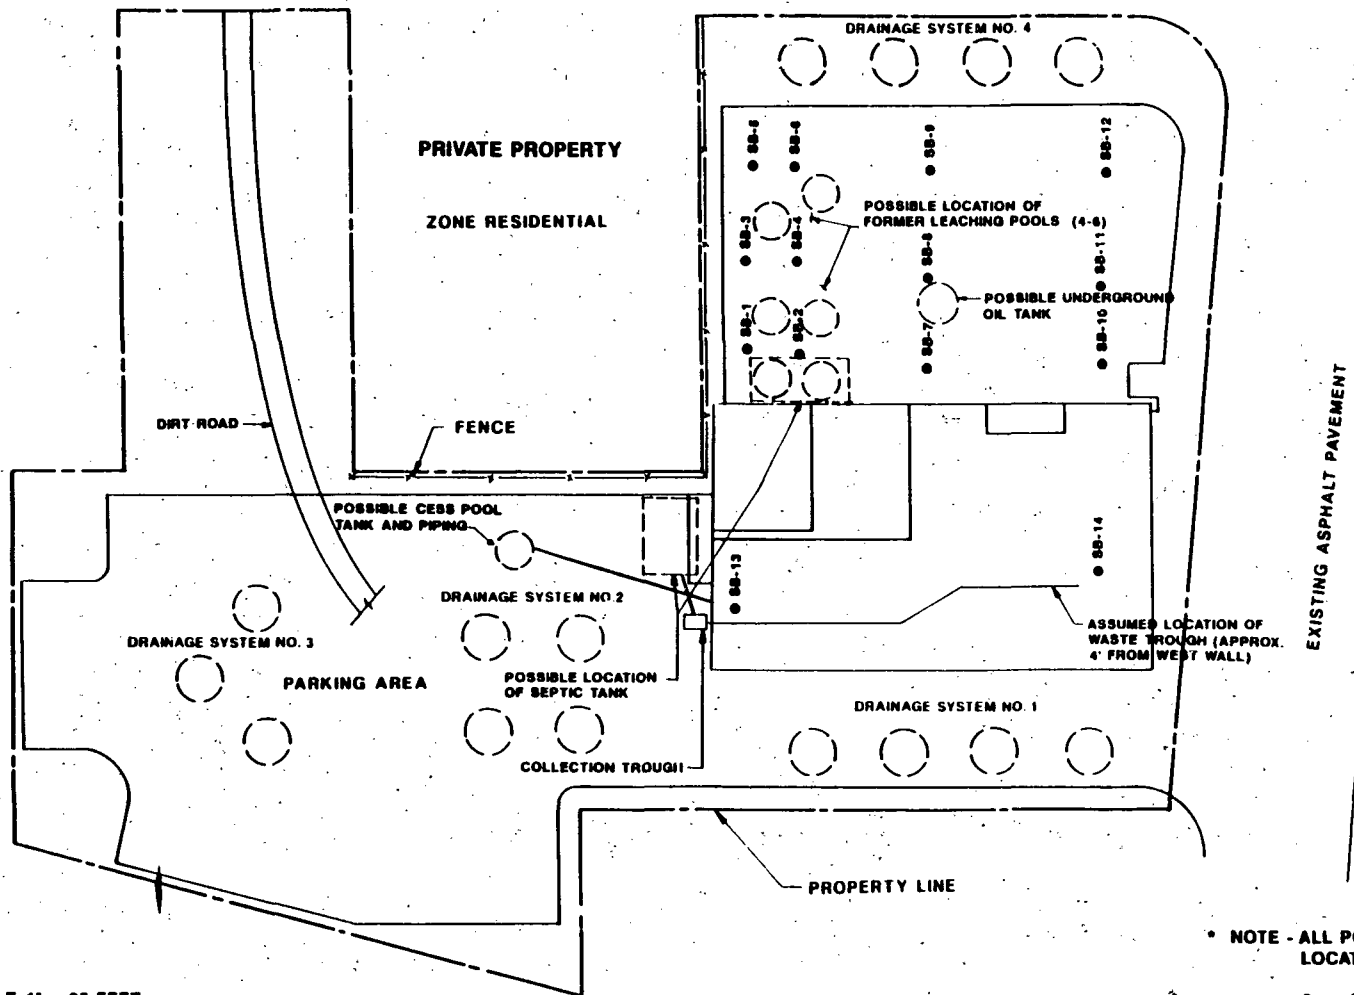 DRAINAGE SYSTEM NO. 4
PRIVATE PROPERTY
ZONE RESIDENTIAL
SB-5
SB-6
SB-9
SB-12
POSSIBLE LOCATION OF
FORMER LEACHING POOLS (4-6)
SB-3
SB-4
SB-8
SB-11
POSSIBLE UNDERGROUND
OIL TANK
SB-1
SB-2
SB-7
SB-10
DIRT ROAD
FENCE
EXISTING ASPHALT PAVEMENT
POSSIBLE CESS POOL
TANK AND PIPING
SB-13
SB-14
DRAINAGE SYSTEM NO.2
DRAINAGE SYSTEM NO. 3
ASSUMED LOCATION OF
WASTE TROUGH (APPROX.
4' FROM WEST WALL)
PARKING AREA
POSSIBLE LOCATION
OF SEPTIC TANK
DRAINAGE SYSTEM NO. 1
COLLECTION TROUGH
PROPERTY LINE
* NOTE - ALL
LOCAT